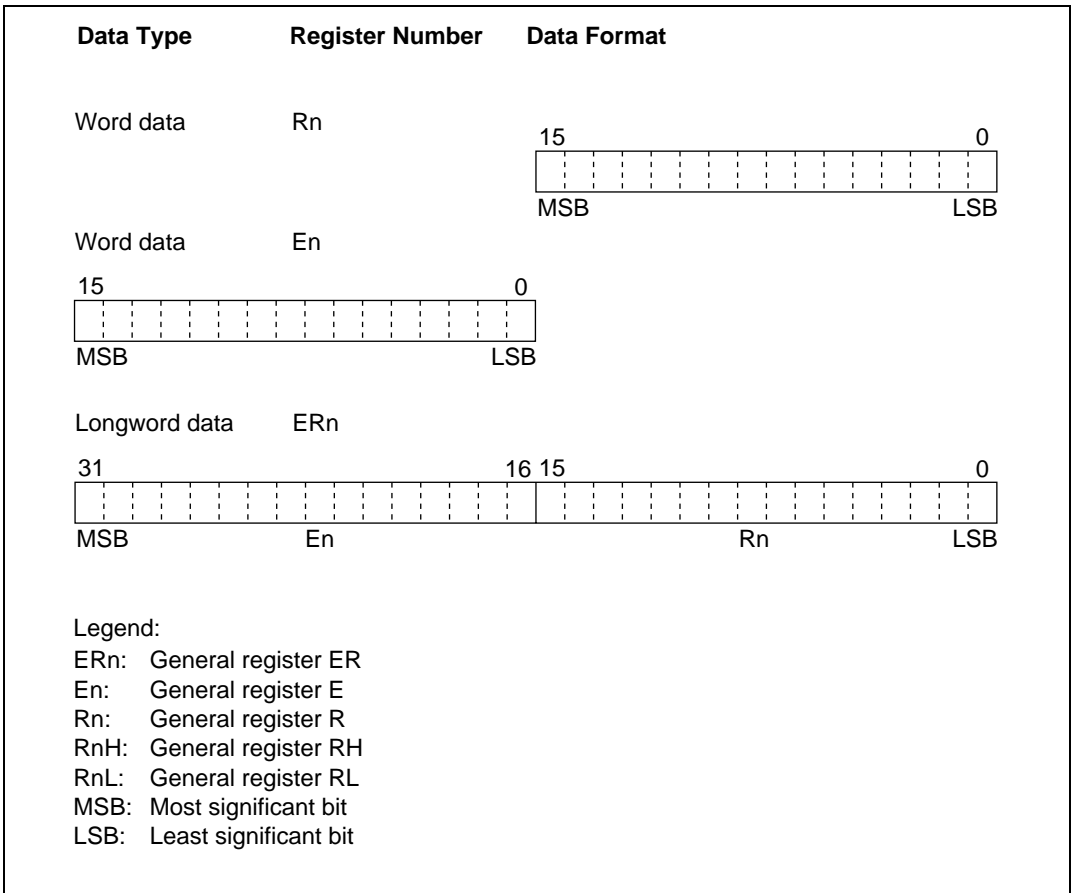 Data Type Register Number Data Format
Word data Rn
15 0
MSB LSB
Word data En
15 0
MSB LSB
Longword data ERn
31 16 15 0
MSB En Rn LSB
Legend:
ERn: General register ER
En: General register E
Rn: General register R
RnH: General register RH
RnL: General register RL
MSB: Most significant bit
LSB: Least significant bit